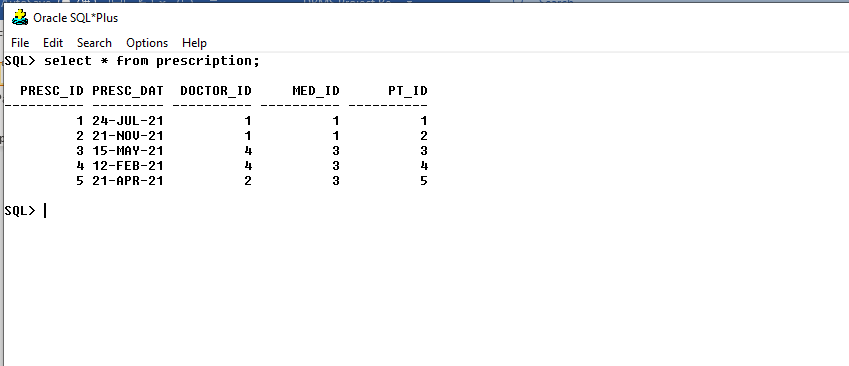 Oracle SQL*Plus
File Edit Search Options Help
SQL> select * from prescription;
PRESC_ID PRESC_DAT DOCTOR_ID MED_ID PT_ID
---------- --------- ---------- ---------- ----------
1 24-JUL-21 1 1 1
2 21-NOV-21 1 1 2
3 15-MAY-21 4 3 3
4 12-FEB-21 4 3 4
5 21-APR-21 2 3 5
SQL>